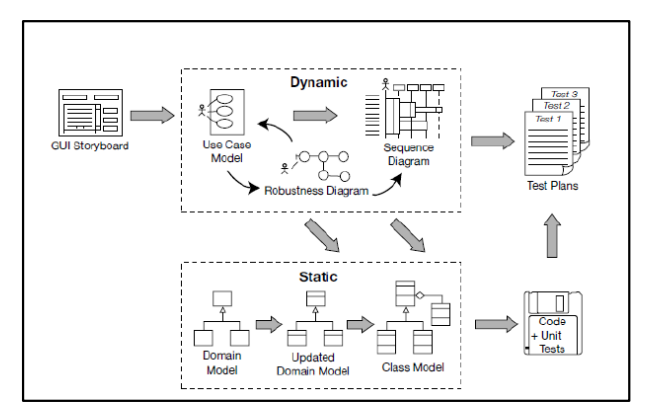 Dynamic
GUI Storyboard
Use Case
Model
Sequence
Diagram
Robustness Diagram
Test 3
Test 2
Test 1
Test Plans
Static
Domain
Model
Updated
Domain Model
Class Model
Code
+ Unit
Tests